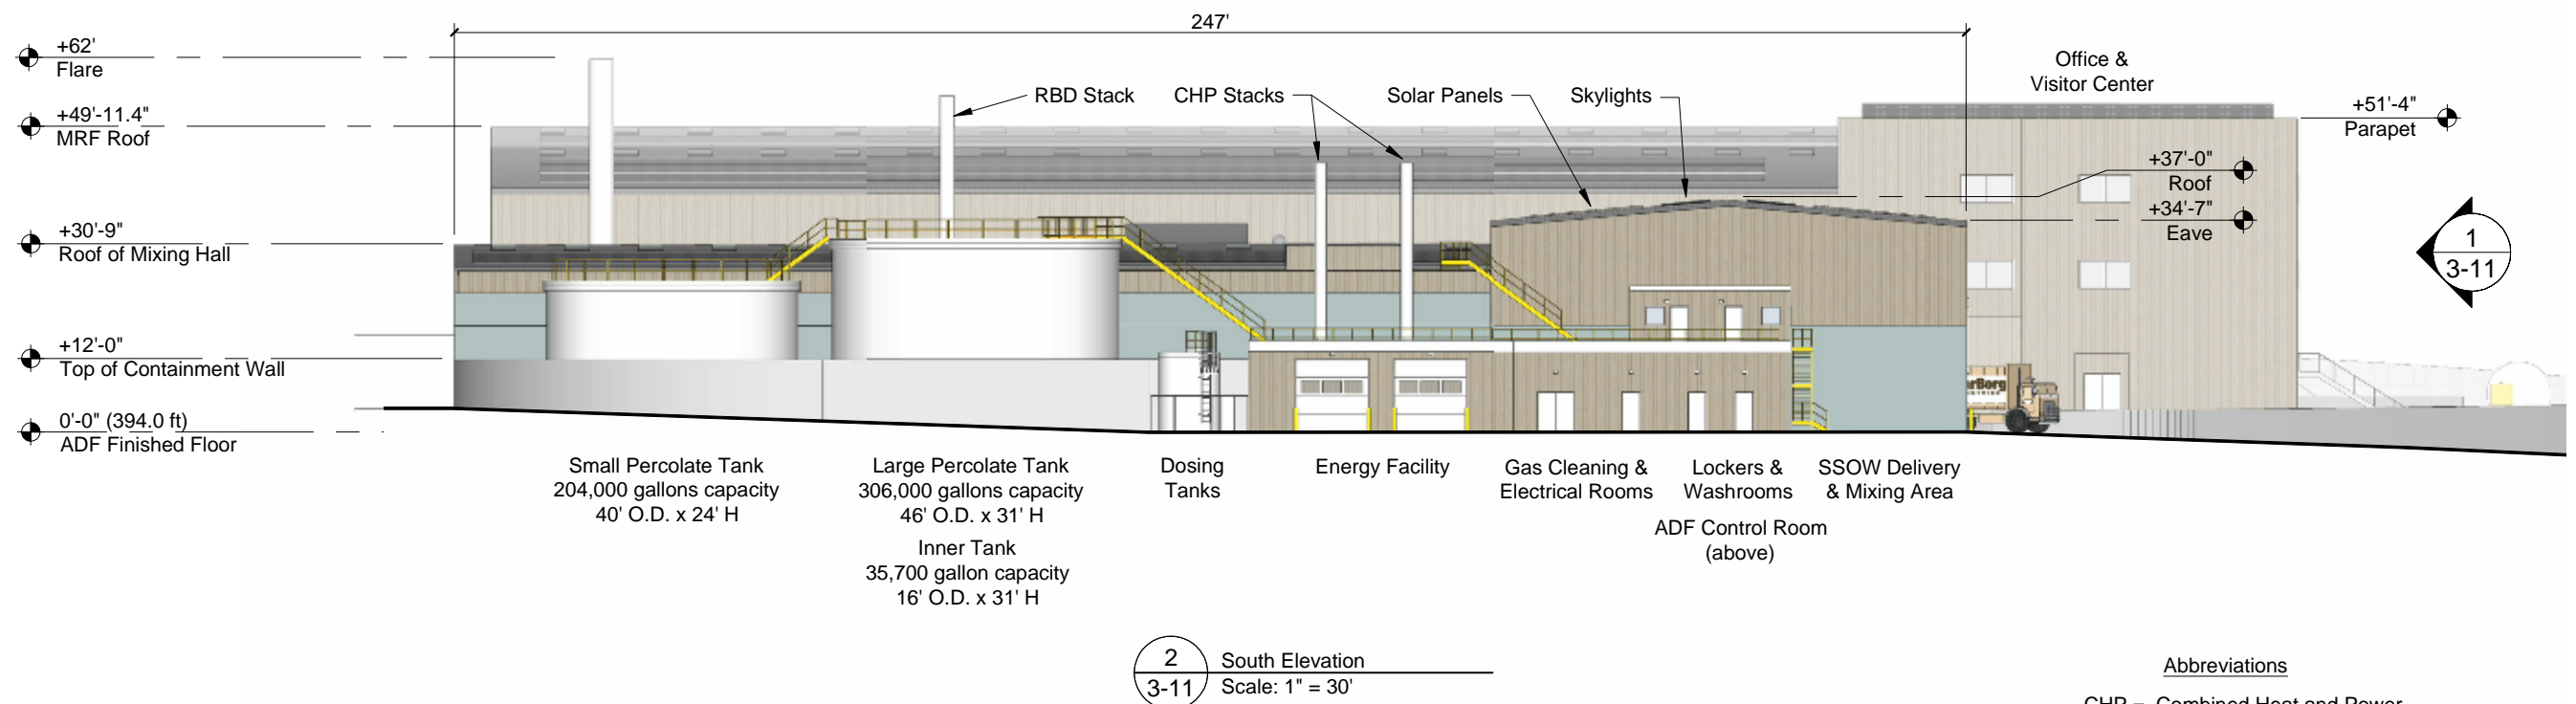 247'
+62'
Flare
Office &
Visitor Center
RBD Stack
CHP Stacks
Solar Panels
Skylights
+49'-11.4"
MRF Roof
+51'-4"
Parapet
+37'-0"
Roof
+34'-7"
Eave
+30'-9"
Roof of Mixing Hall
1
3-11
+12'-0"
Top of Containment Wall
0'-0" (394.0 ft)
ADF Finished Floor
Small Percolate Tank
204,000 gallons capacity
40' O.D. x 24' H
Large Percolate Tank
306,000 gallons capacity
46' O.D. x 31' H
Inner Tank
35,700 gallon capacity
16' O.D. x 31' H
Dosing
Tanks
Energy Facility
Gas Cleaning &
Electrical Rooms
Lockers &
Washrooms
ADF Control Room
(above)
SSOW Delivery
& Mixing Area
2
3-11
South Elevation
Scale: 1" = 30'
Abbreviations
CHP = Combined Heat and Power